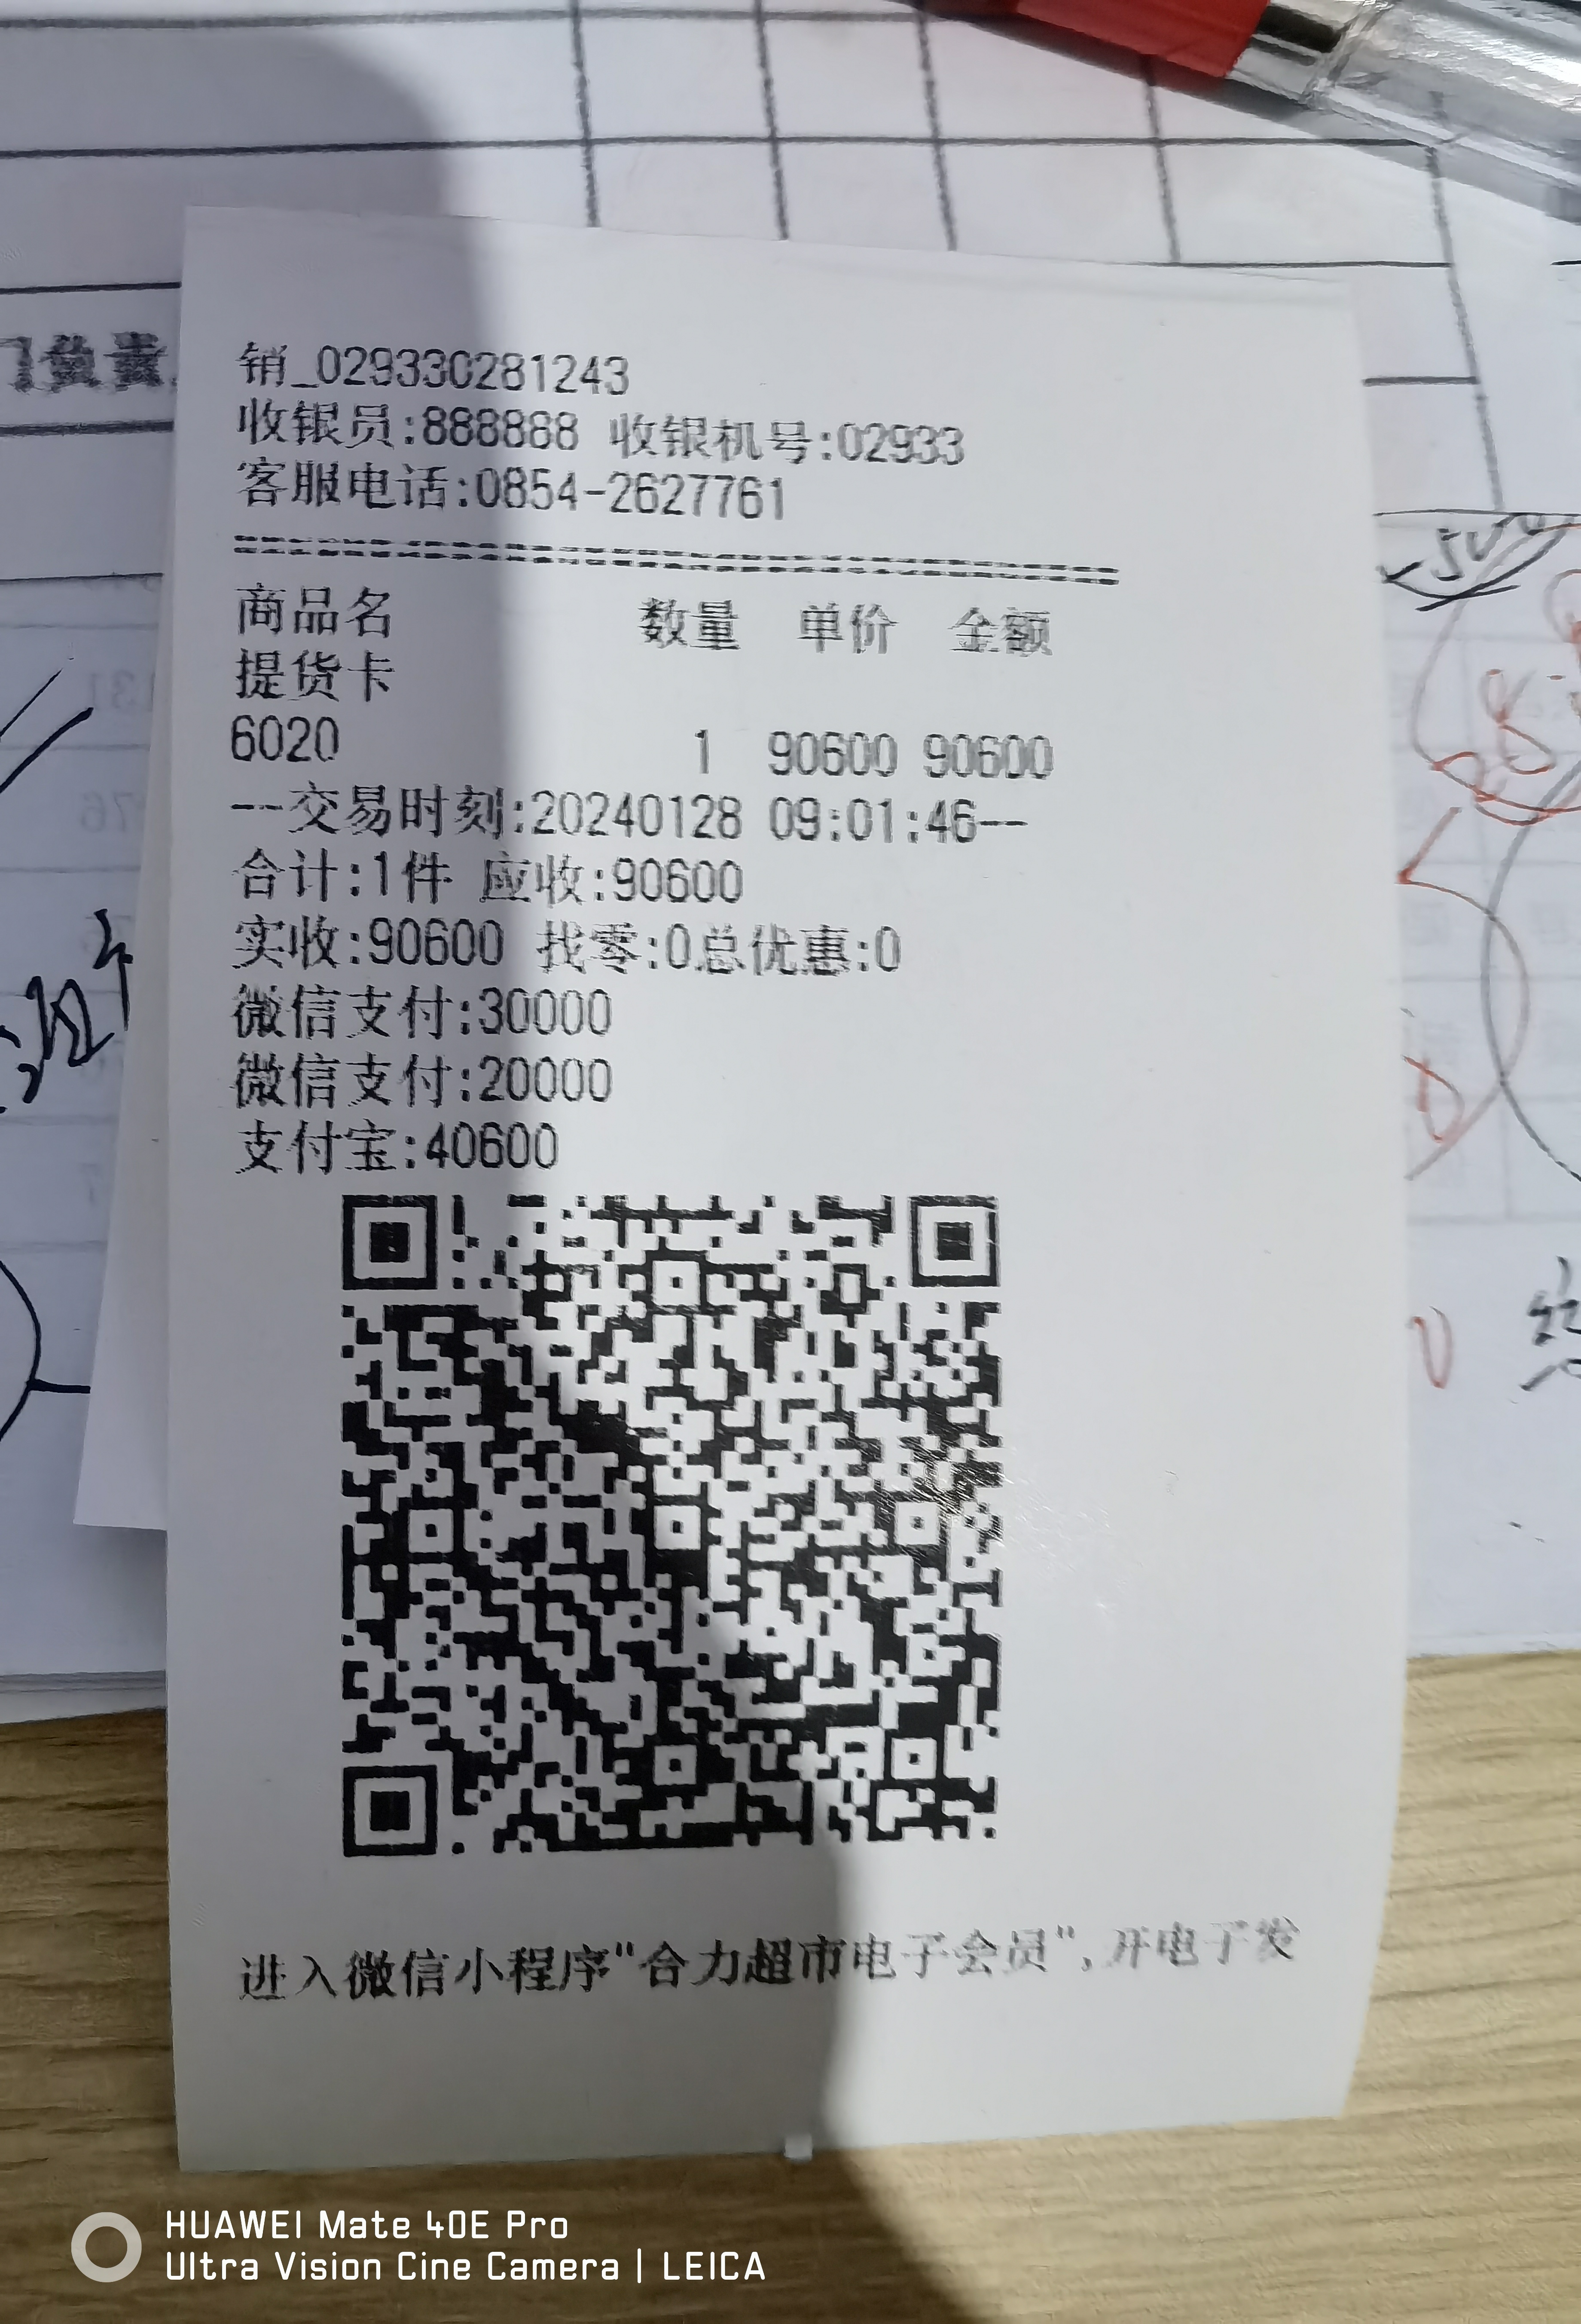 门负责
销_029330281243
收银员:888888 收银机号:02933
客服电话:0854-2627761
商品名 数量 单价 金额
提货卡
6020 1 90600 90600
--交易时刻:20240128 09:01:46--
合计:1件 应收:90600
实收:90600 找零:0总优惠:0
微信支付:30000
微信支付:20000
支付宝:40600
进入微信小程序"合力超市电子会员",开电子发
HUAWEI Mate 40E Pro
Ultra Vision Cine Camera | LEICA